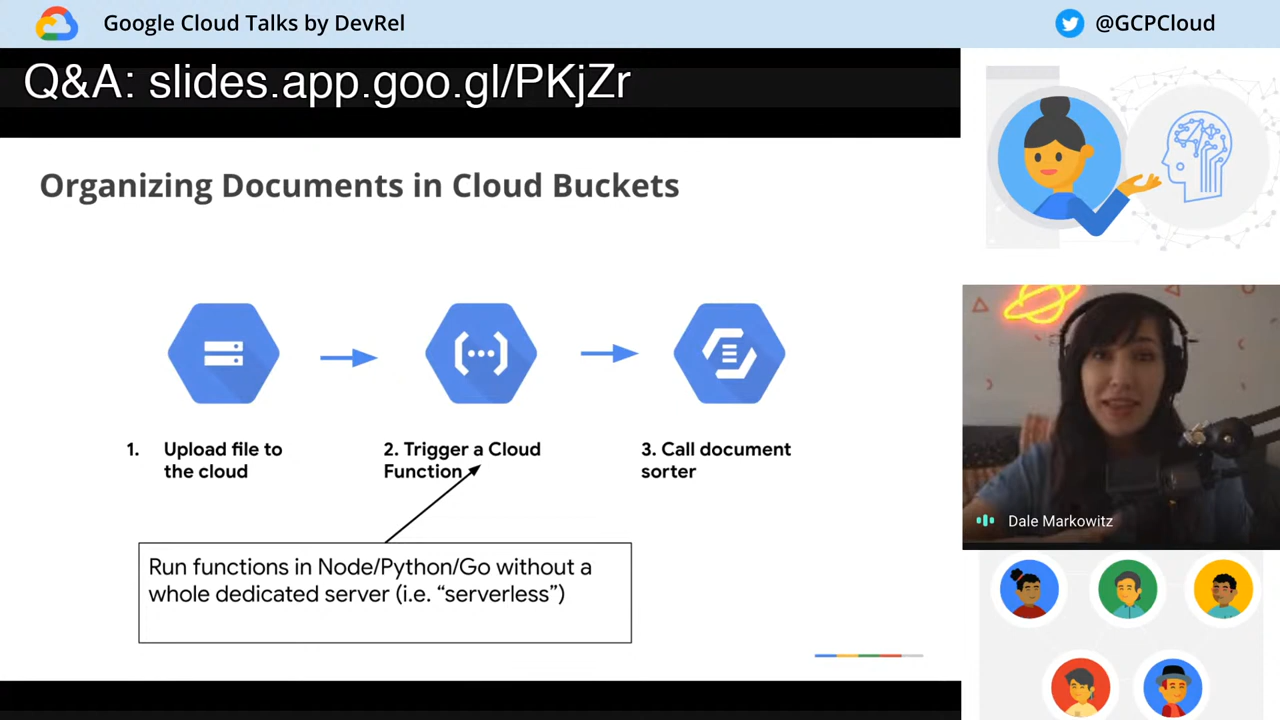 Google Cloud Talks by DevRel
@GCPCloud
Q&A: slides.app.goo.gl/PKjZr
Organizing Documents in Cloud Buckets
1. Upload file to
the cloud
2. Trigger a Cloud
Function
3. Call document
sorter
Run functions in Node/Python/Go without a
whole dedicated server (i.e. “serverless”)
Dale Markowitz